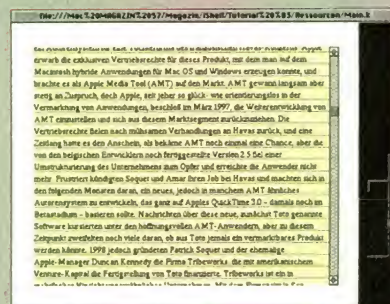 file:///Mac%20MAGAZIN%2057/Magazin/iShell/Tutorial%20.05/Ressourcen/Main.h
erwarb die exklusiven Vertriebsrechte für dieses Produkt, mit dem man auf dem
Macintosh hybride Anwendungen für Mac OS und Windows erzeugen konnte, und
brachte es als Apple Media Tool (AMT) auf den Markt. AMT gewann langsam aber
stetig an Zuspruch, doch Apple, seit jeher so glück- wie orientierungslos in der
Vermarktung von Anwendungen, beschloß im März 1997, die Weiterentwicklung von
AMT einzustellen und sich aus diesem Marktsegment zurückzuziehen. Die
Vertriebsrechte fielen nach mühsamen Verhandlungen an Havas zurück, und eine
Zeitlang hatte es den Anschein, als bekäme AMT noch einmal eine Chance, aber die
von den belgischen Entwicklern noch fertiggestellte Version 2.5 fiel einer
Umstrukturierung des Unternehmens zum Opfer und erreichte die Anwender nicht
mehr. Frustriert kündigten Soquet und Amar ihren Job bei Havas und machten sich in
den folgenden Monaten daran, ein neues, jedoch in manchem AMT ähnliches
Autorensystem zu entwickeln, das ganz auf Apples QuickTime 3.0 - damals noch im
Betastadium - basieren sollte. Nachrichten über diese neue, zunächst Toto genannte
Software kursierten unter den hoffnungsvollen AMT-Anwendern, aber zu diesem
Zeitpunkt zweifelten noch viele daran, ob aus Toto jemals ein vermarktbares Produkt
werden könnte. 1998 jedoch gründeten Patrick Soquet und der ehemalige
Apple-Manager Duncan Kennedy die Firma Tribeworks, die mit amerikanischem
Venture-Kapital die Fertigstellung von Toto finanzierte. Tribeworks ist ein in